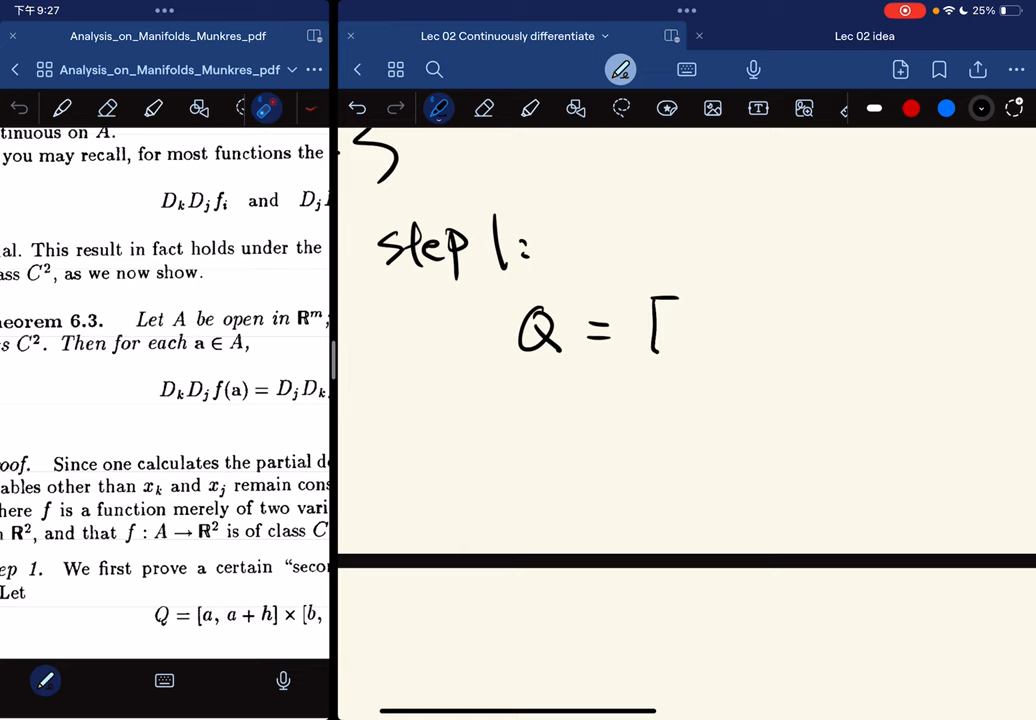 下午9:27
25%
Analysis_on_Manifolds_Munkres_pdf
Lec 02 Continuously differentiate
Lec 02 idea
Analysis_on_Manifolds_Munkres_pdf
tinuous on A.
you may recall, for most functions the
DₖDⱼfᵢ and Dⱼ
al. This result in fact holds under the
ass C², as we now show.
eorem 6.3. Let A be open in Rᵐ;
s C². Then for each a ∈ A,
DₖDⱼf(a) = DⱼDₖ
oof. Since one calculates the partial d
ables other than xₖ and xⱼ remain cons
here f is a function merely of two vari
n R², and that f : A → R² is of class C
ep 1. We first prove a certain “seco
Let
Q = [a, a + h] × [b,
step 1:
Q = [